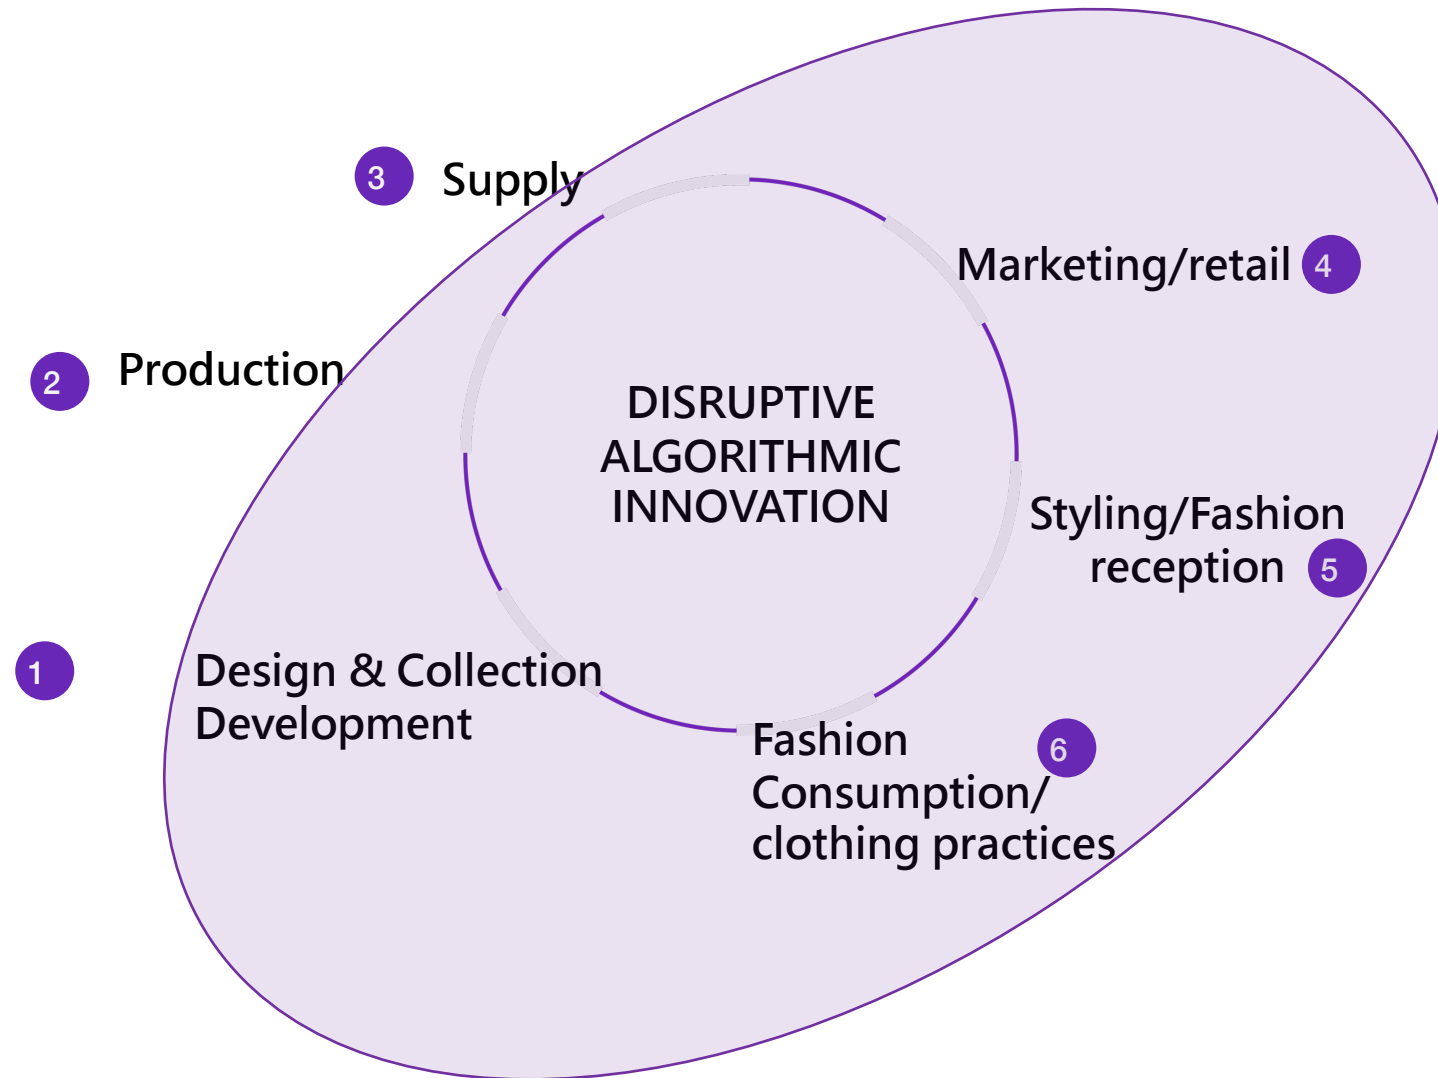 3 Supply
Marketing/retail 4
2 Production
DISRUPTIVE
ALGORITHMIC
INNOVATION
Styling/Fashion
reception 5
1 Design & Collection
Development
Fashion
6
Consumption/
clothing practices